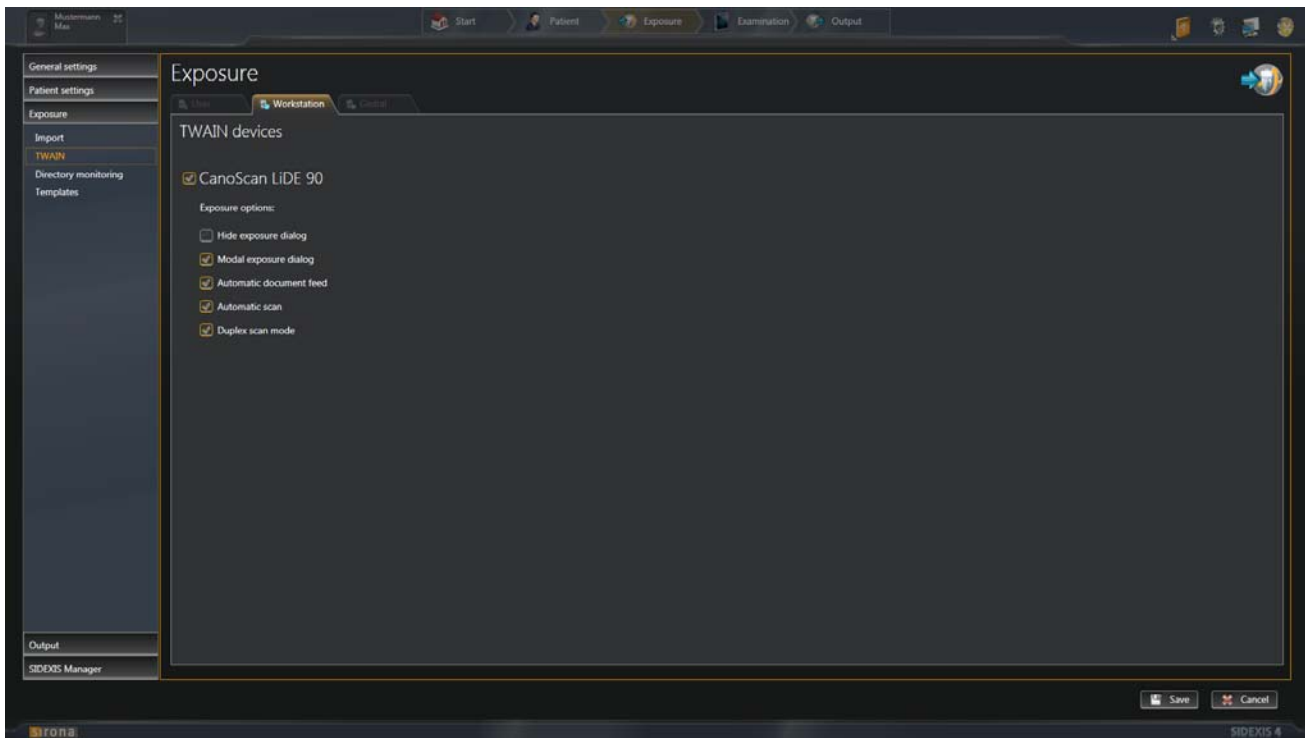 Mustermann
Max
Start
Patient
Exposure
Examination
Output
General settings
Patient settings
Exposure
Import
TWAIN
Directory monitoring
Templates
Output
SIDEXIS Manager
Exposure
User
Workstation
Global
TWAIN devices
CanoScan LiDE 90
Exposure options:
Hide exposure dialog
Modal exposure dialog
Automatic document feed
Automatic scan
Duplex scan mode
Save
Cancel
sirona
SIDEXIS 4